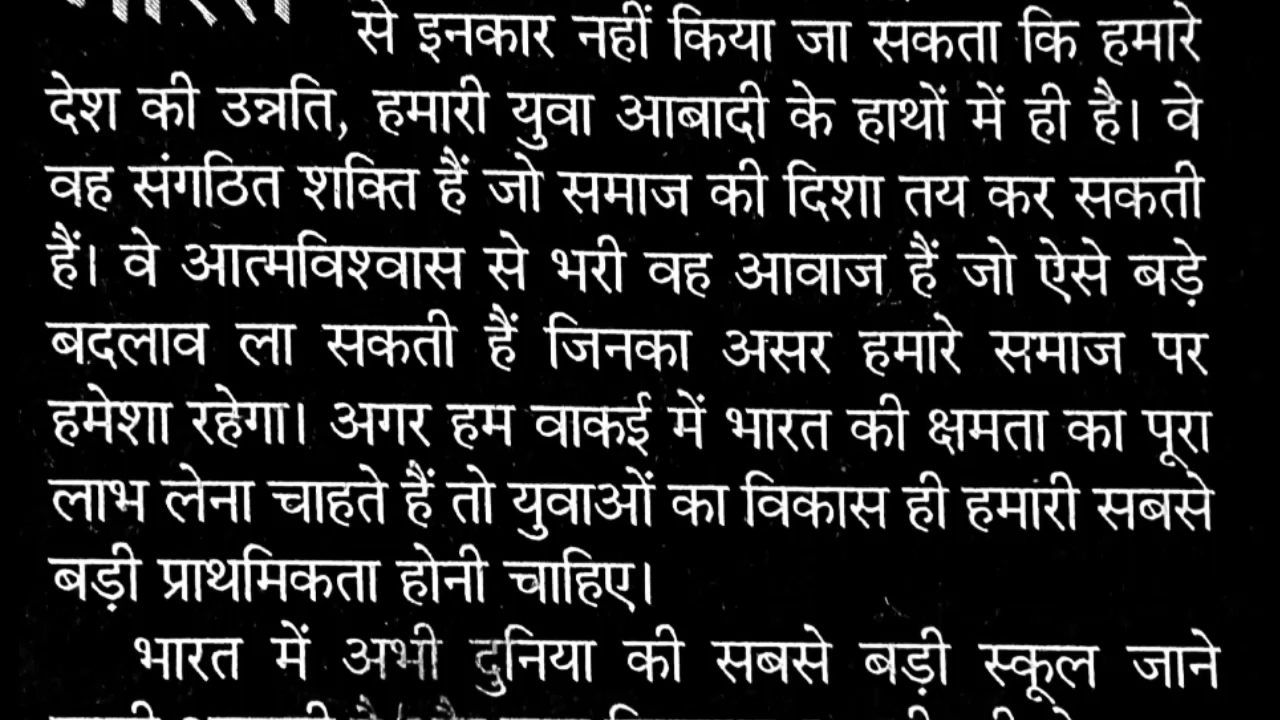 से इनकार नहीं किया जा सकता कि हमारे
देश की उन्नति, हमारी युवा आबादी के हाथों में ही है। वे
वह संगठित शक्ति हैं जो समाज की दिशा तय कर सकती
हैं। वे आत्मविश्वास से भरी वह आवाज हैं जो ऐसे बड़े
बदलाव ला सकती हैं जिनका असर हमारे समाज पर
हमेशा रहेगा। अगर हम वाकई में भारत की क्षमता का पूरा
लाभ लेना चाहते हैं तो युवाओं का विकास ही हमारी सबसे
बड़ी प्राथमिकता होनी चाहिए।
भारत में अभी दुनिया की सबसे बड़ी स्कूल जाने